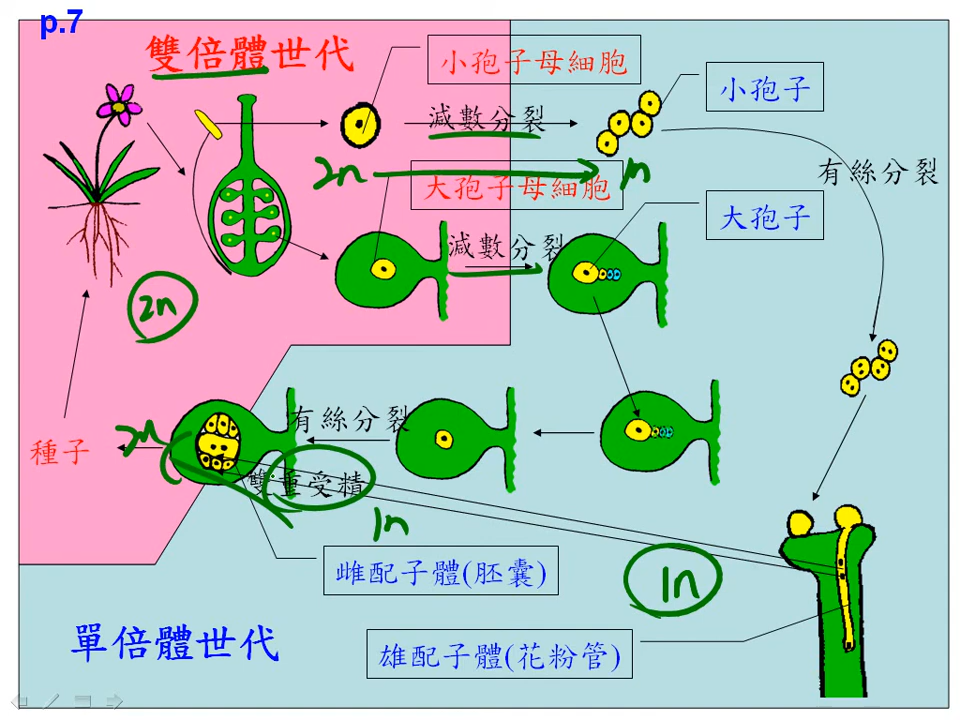 p.7
雙倍體世代
小孢子母細胞
小孢子
減數分裂
有絲分裂
2n
1n
大孢子母細胞
大孢子
減數分裂
2n
有絲分裂
2n
種子
雙重受精
1n
雌配子體(胚囊)
1n
單倍體世代
雄配子體(花粉管)